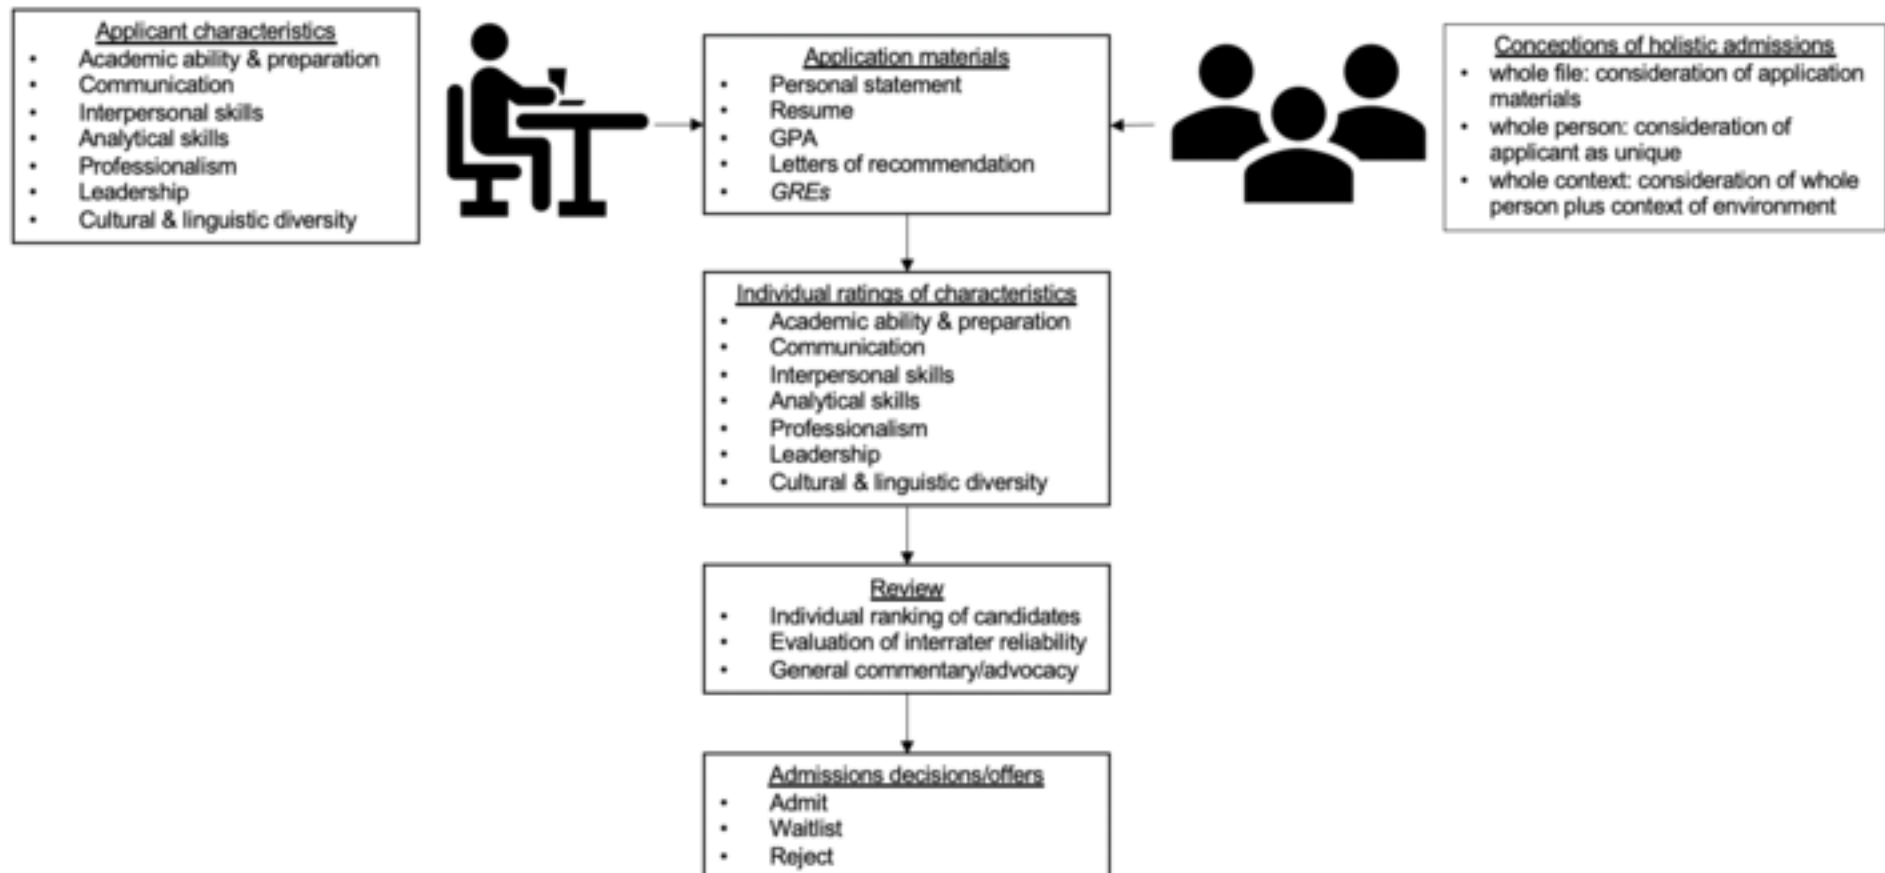 Applicant characteristics
• Academic ability & preparation
• Communication
• Interpersonal skills
• Analytical skills
• Professionalism
• Leadership
• Cultural & linguistic diversity
Application materials
• Personal statement
• Resume
• GPA
• Letters of recommendation
• GREs
Conceptions of holistic admissions
• whole file: consideration of application
materials
• whole person: consideration of
applicant as unique
• whole context: consideration of whole
person plus context of environment
Individual ratings of characteristics
• Academic ability & preparation
• Communication
• Interpersonal skills
• Analytical skills
• Professionalism
• Leadership
• Cultural & linguistic diversity
Review
• Individual ranking of candidates
• Evaluation of interrater reliability
• General commentary/advocacy
Admissions decisions/offers
• Admit
• Waitlist
• Reject